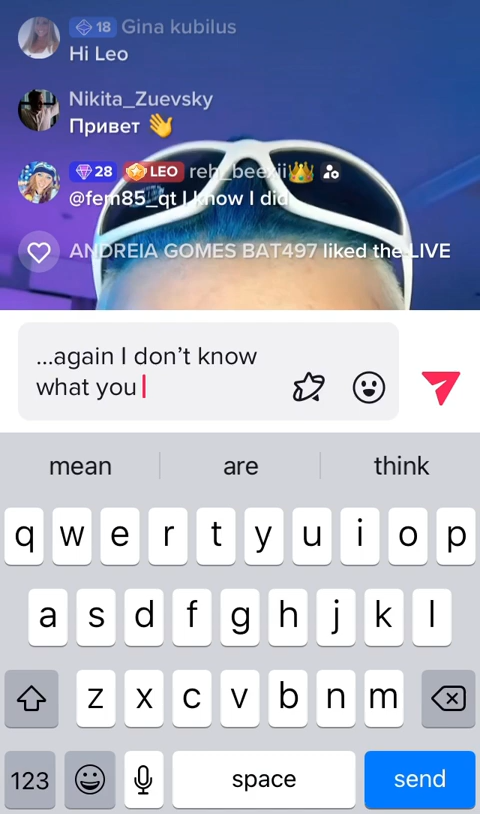 18 Gina kubilus
Hi Leo
Nikita_Zuevsky
Привет 👋
28 LEO reh_beexii👑
@fem85_qt I know I did
ANDREIA GOMES BAT497 liked the LIVE
...again I don't know
what you
mean are think
q w e r t y u i o p
a s d f g h j k l
z x c v b n m
123 space send